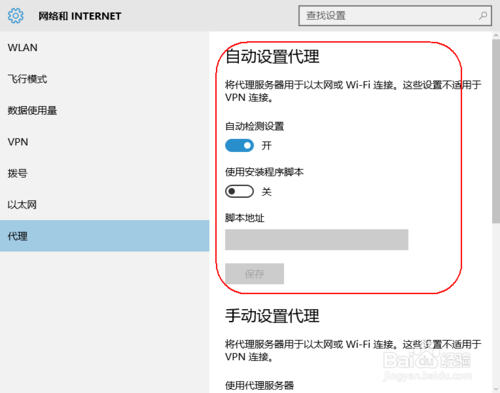 网络和 INTERNET
查找设置
WLAN
飞行模式
数据使用量
VPN
拨号
以太网
代理
自动设置代理
将代理服务器用于以太网或 Wi-Fi 连接。这些设置不适用于
VPN 连接。
自动检测设置
开
使用安装程序脚本
关
脚本地址
保存
手动设置代理
将代理服务器用于以太网或 Wi-Fi 连接。这些设置不适用于
VPN 连接。
使用代理服务器
Baidu 经验
jingyan.baidu.com